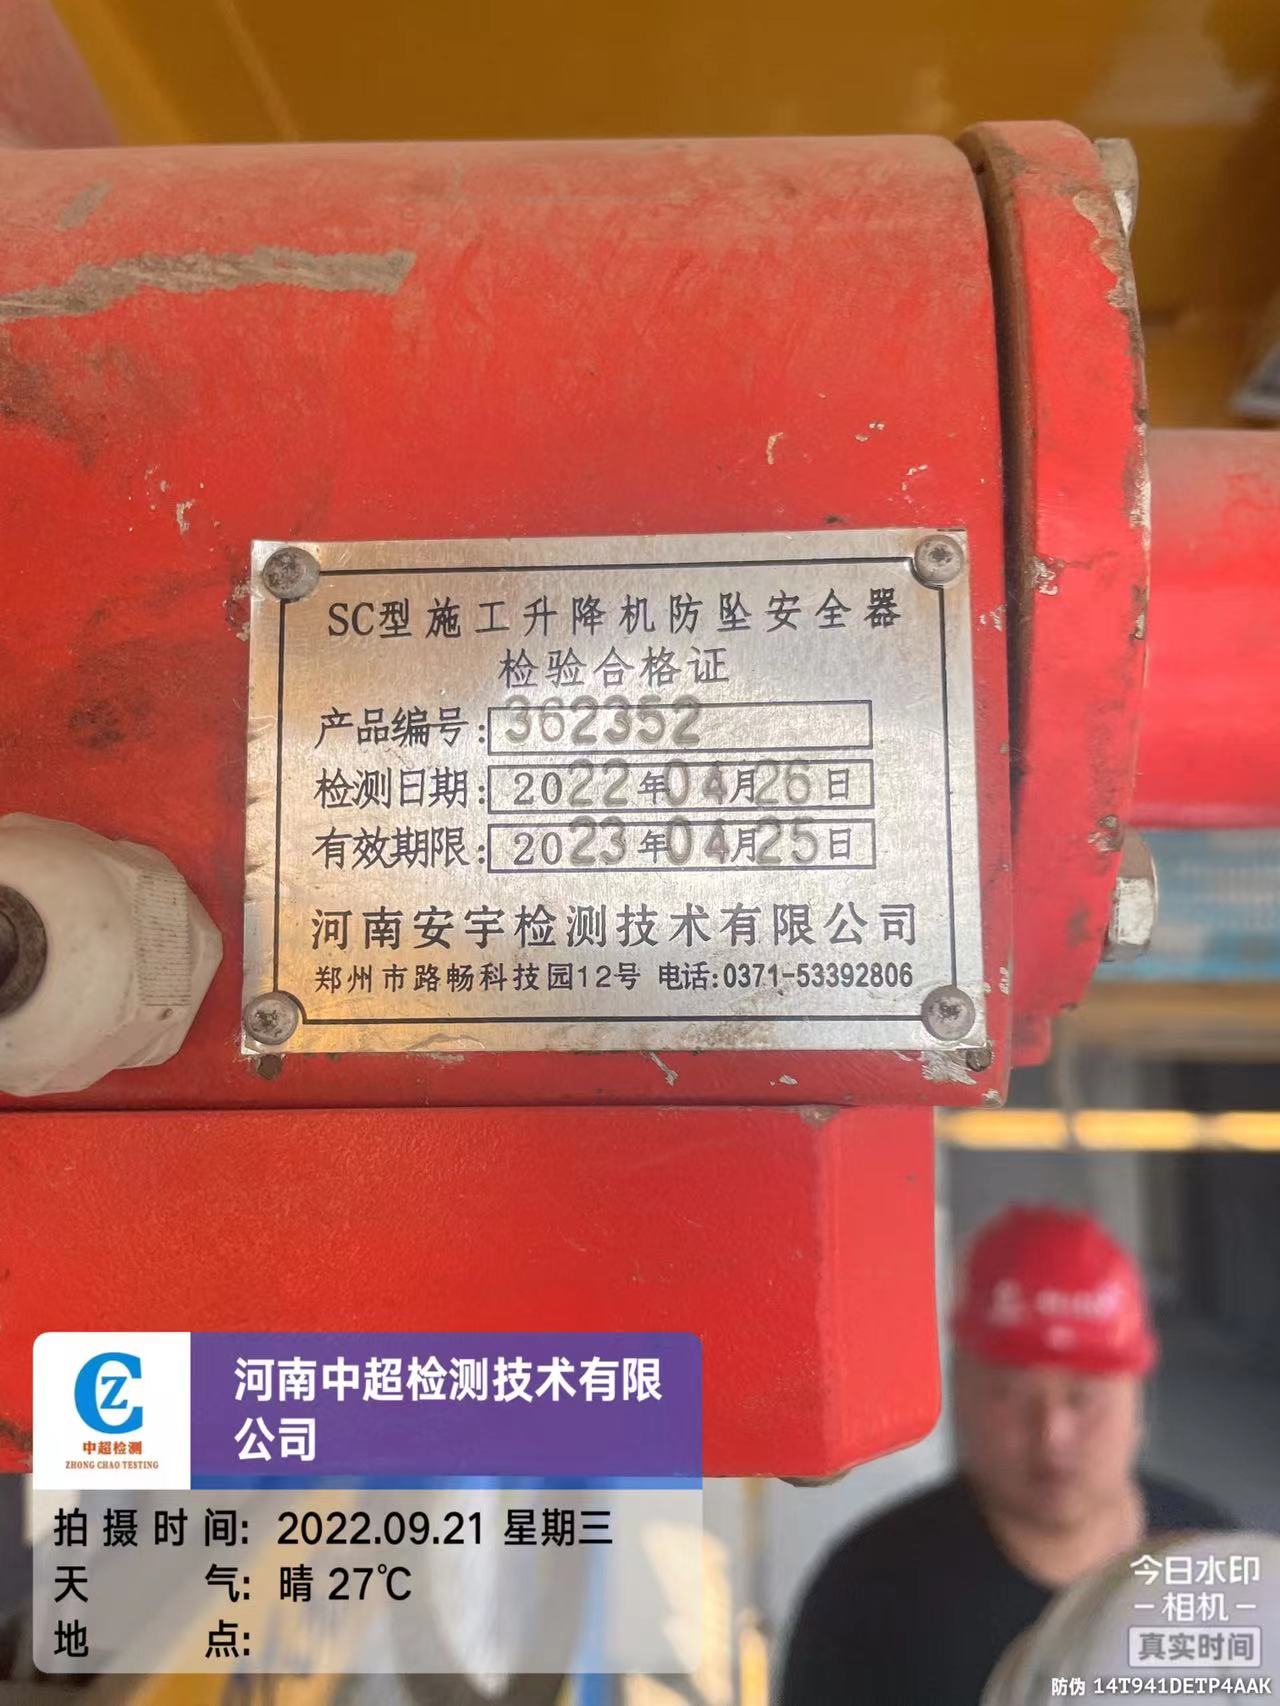 SC型施工升降机防坠安全器
检验合格证
产品编号: 362352
检测日期: 2022年04月26日
有效期限: 2023年04月25日
河南安宇检测技术有限公司
郑州市路畅科技园12号 电话:0371-53392806
CZ
中超检测
ZHONG CHAO TESTING
河南中超检测技术有限
公司
拍摄时间: 2022.09.21 星期三
天气: 晴 27℃
地点:
今日水印
-相机-
真实时间
防伪 14T941DETP4AAK